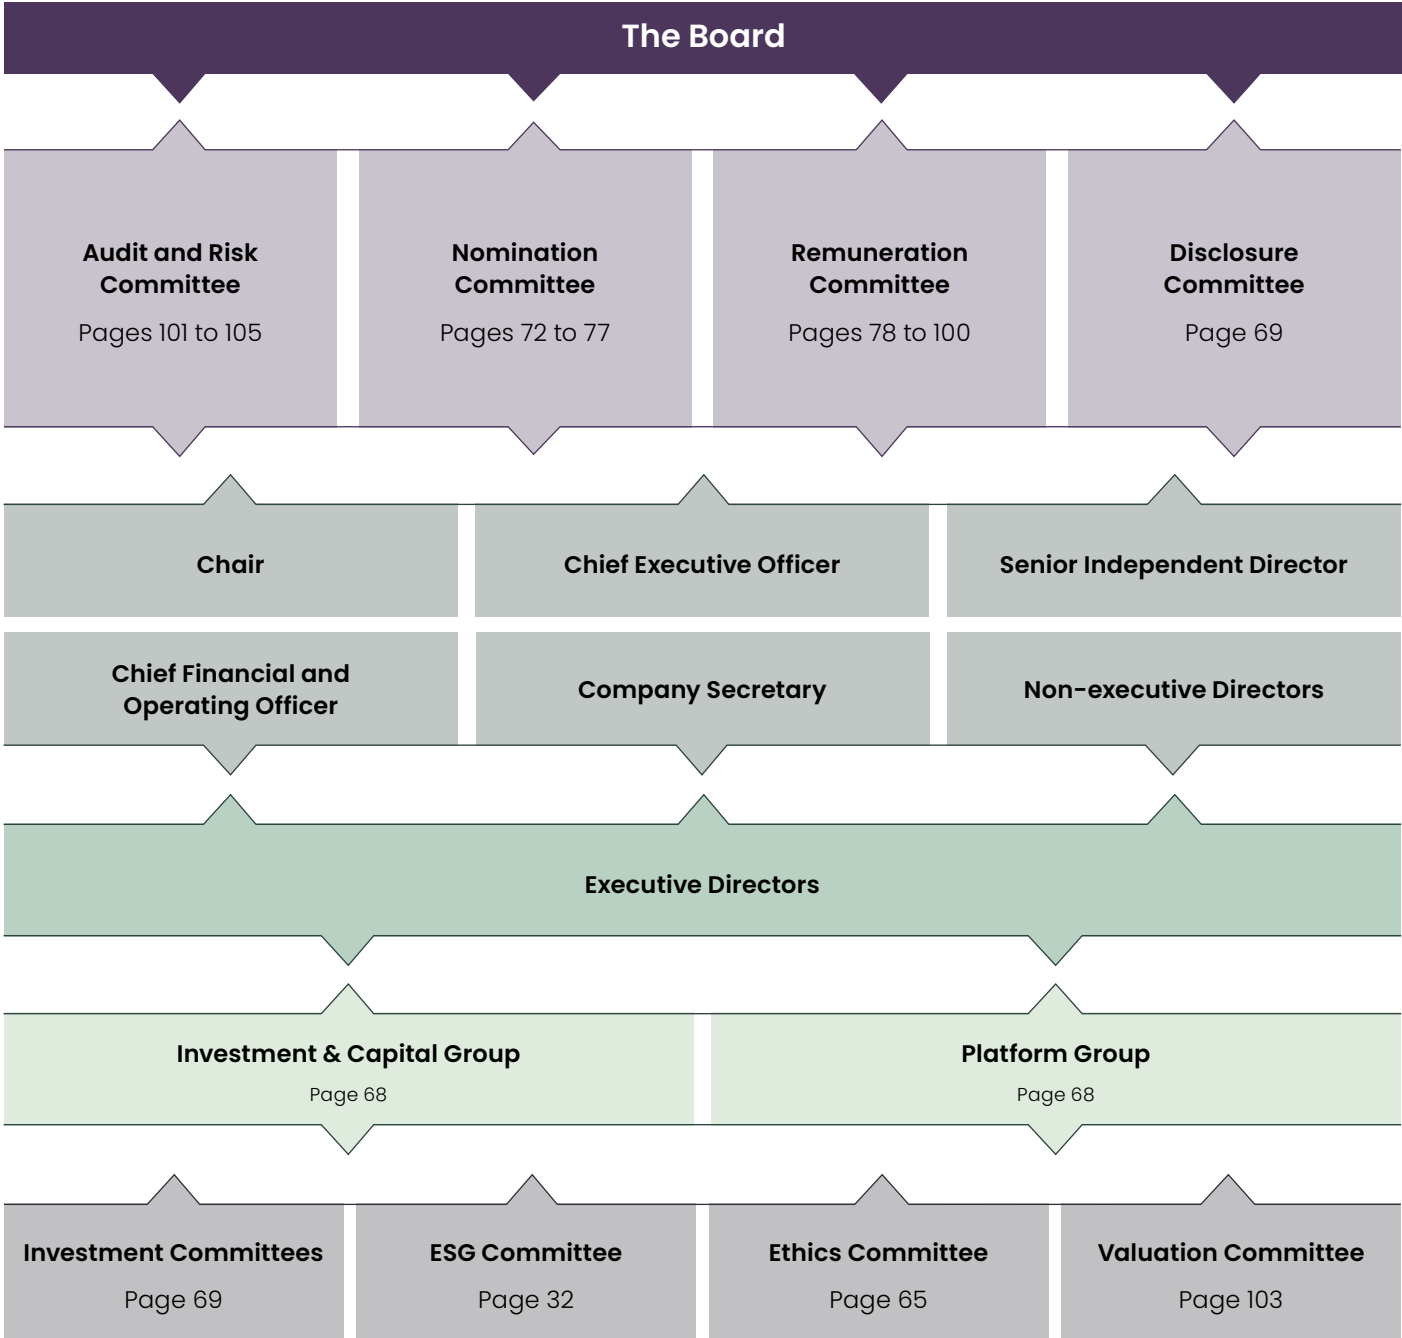 The Board
Audit and Risk
Committee
Pages 101 to 105
Nomination
Committee
Pages 72 to 77
Remuneration
Committee
Pages 78 to 100
Disclosure
Committee
Page 69
Chair
Chief Executive Officer
Senior Independent Director
Chief Financial and
Operating Officer
Company Secretary
Non-executive Directors
Executive Directors
Investment & Capital Group
Page 68
Platform Group
Page 68
Investment Committees
Page 69
ESG Committee
Page 32
Ethics Committee
Page 65
Valuation Committee
Page 103